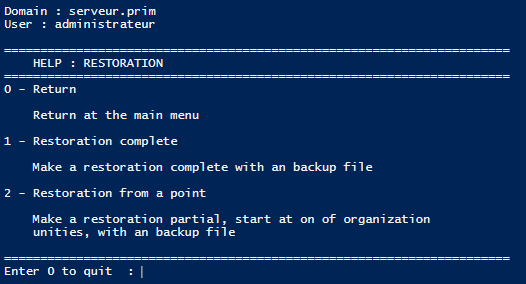 Domain : serveur.prim
User : administrateur
======================================================================
HELP : RESTORATION
======================================================================
0 - Return
Return at the main menu
1 - Restoration complete
Make a restoration complete with an backup file
2 - Restoration from a point
Make a restoration partial, start at on of organization
unities, with an backup file
======================================================================
Enter 0 to quit  :